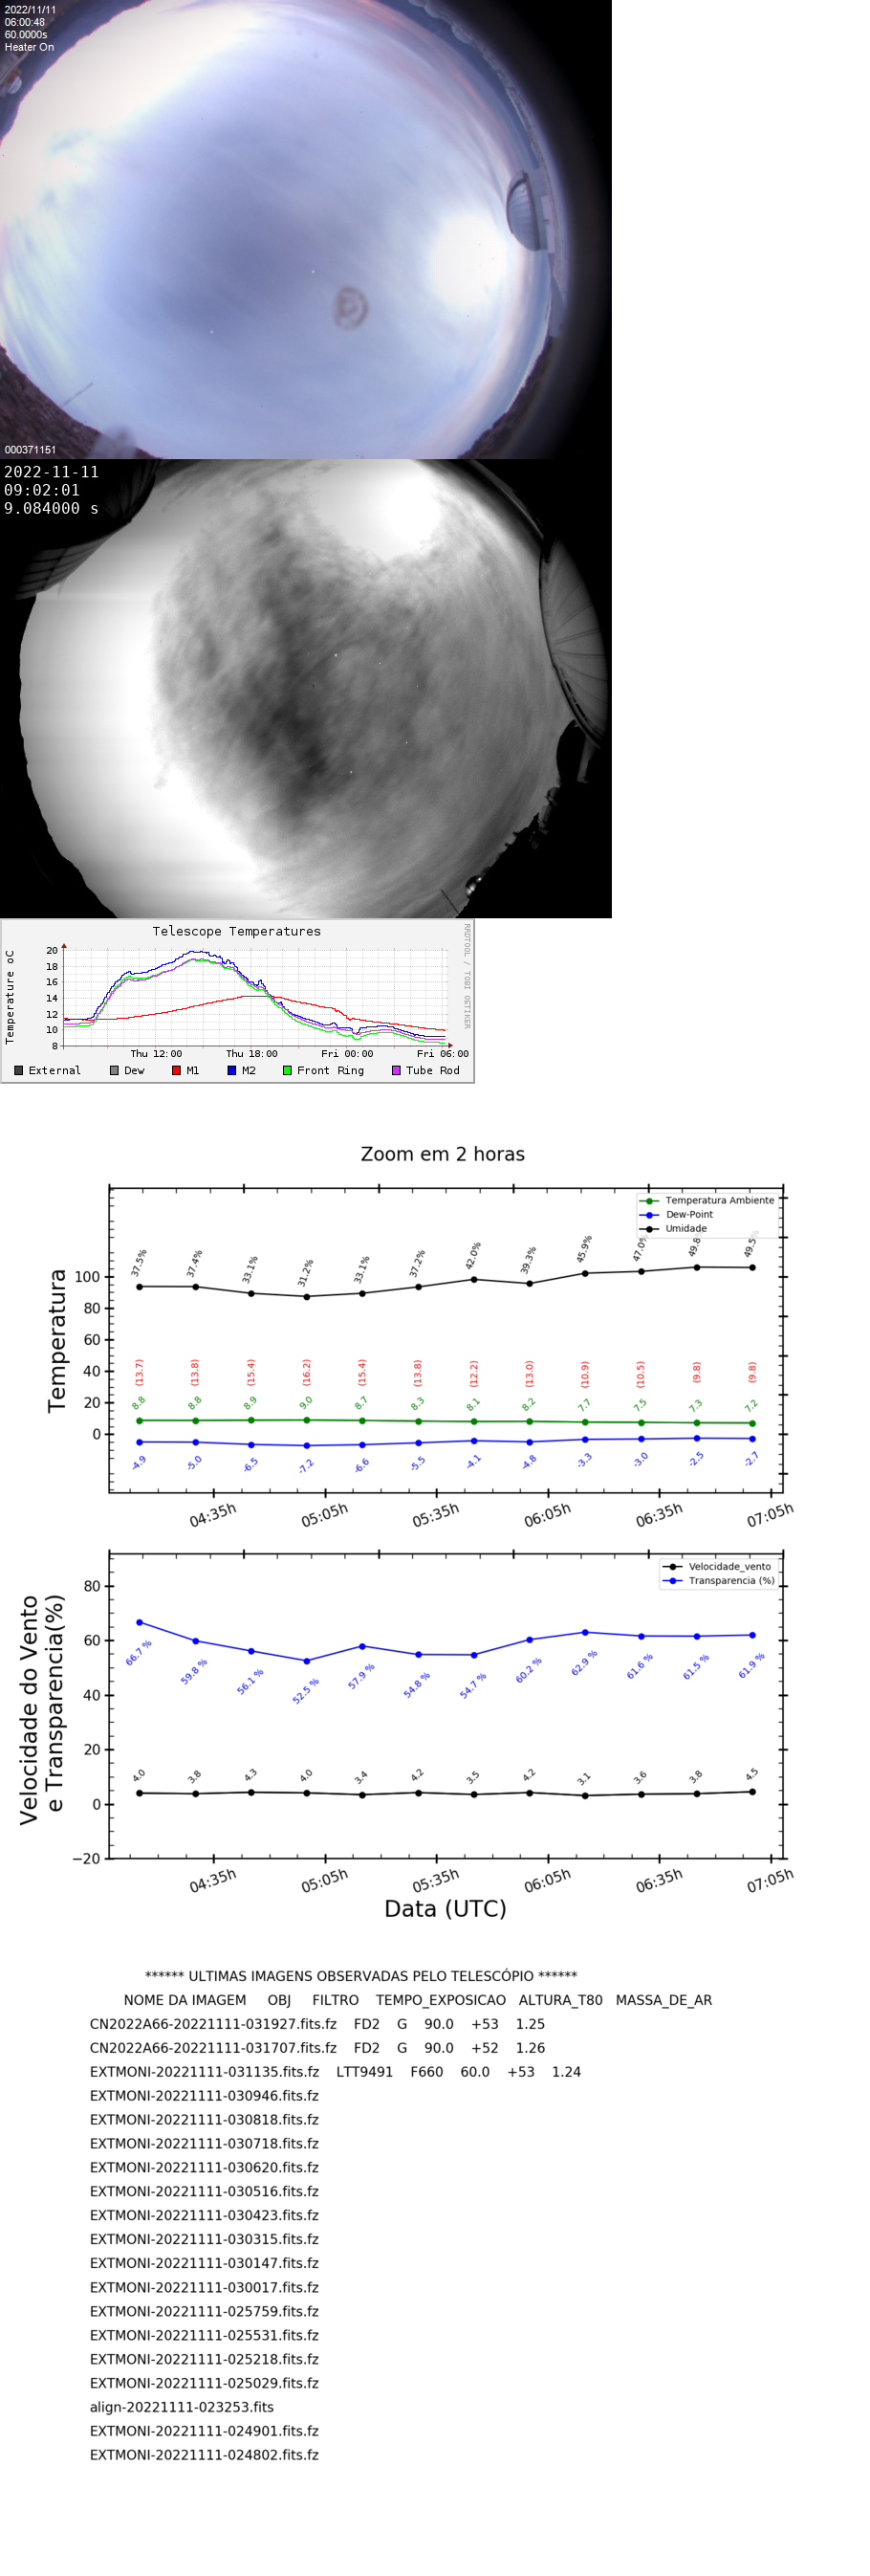 2022/11/11
06:00:48
60.0000s
Heater On
000371151
2022-11-11
09:02:01
9.084000 s
Telescope Temperatures
RRDTOOL / TOBI OETIKER
Temperature oC
20
18
16
14
12
10
8
Thu 12:00 Thu 18:00 Fri 00:00 Fri 06:00
External Dew M1 M2 Front Ring Tube Rod
Zoom em 2 horas
Temperatura Ambiente
Dew-Point
Umidade
Temperatura
37.5% 37.4% 33.1% 31.2% 33.1% 37.2% 42.0% 39.3% 45.9% 47.0% 49.8% 49.5%
100
80
60
40
20
0
(13.7) (13.8) (15.4) (16.2) (15.4) (13.8) (12.2) (13.0) (10.9) (10.5) (9.8) (9.8)
8.8 8.8 8.9 9.0 8.7 8.3 8.1 8.2 7.7 7.5 7.3 7.2
-4.9 -5.0 -6.5 -7.2 -6.6 -5.5 -4.1 -4.8 -3.3 -3.0 -2.5 -2.7
04:35h 05:05h 05:35h 06:05h 06:35h 07:05h
Velocidade_vento
Transparencia (%)
Velocidade do Vento
e Transparencia(%)
80
60
40
20
0
−20
66.7 % 59.8 % 56.1 % 52.5 % 57.9 % 54.8 % 54.7 % 60.2 % 62.9 % 61.6 % 61.5 % 61.9 %
4.0 3.8 4.3 4.0 3.4 4.2 3.5 4.2 3.1 3.6 3.8 4.5
04:35h 05:05h 05:35h 06:05h 06:35h 07:05h
Data (UTC)
****** ULTIMAS IMAGENS OBSERVADAS PELO TELESCÓPIO ******
NOME DA IMAGEM OBJ FILTRO TEMPO_EXPOSICAO ALTURA_T80 MASSA_DE_AR
CN2022A66-20221111-031927.fits.fz FD2 G 90.0 +53 1.25
CN2022A66-20221111-031707.fits.fz FD2 G 90.0 +52 1.26
EXTMONI-20221111-031135.fits.fz LTT9491 F660 60.0 +53 1.24
EXTMONI-20221111-030946.fits.fz
EXTMONI-20221111-030818.fits.fz
EXTMONI-20221111-030718.fits.fz
EXTMONI-20221111-030620.fits.fz
EXTMONI-20221111-030516.fits.fz
EXTMONI-20221111-030423.fits.fz
EXTMONI-20221111-030315.fits.fz
EXTMONI-20221111-030147.fits.fz
EXTMONI-20221111-030017.fits.fz
EXTMONI-20221111-025759.fits.fz
EXTMONI-20221111-025531.fits.fz
EXTMONI-20221111-025218.fits.fz
EXTMONI-20221111-025029.fits.fz
align-20221111-023253.fits
EXTMONI-20221111-024901.fits.fz
EXTMONI-20221111-024802.fits.fz